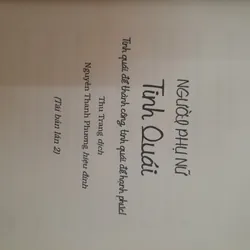 NGƯỜI PHỤ NỮ
Tinh Quái
Tinh quái để thành công, tinh quái để hạnh phúc!
Thu Trang dịch
Nguyễn Thanh Phương hiệu đính
(Tái bản lần 2)